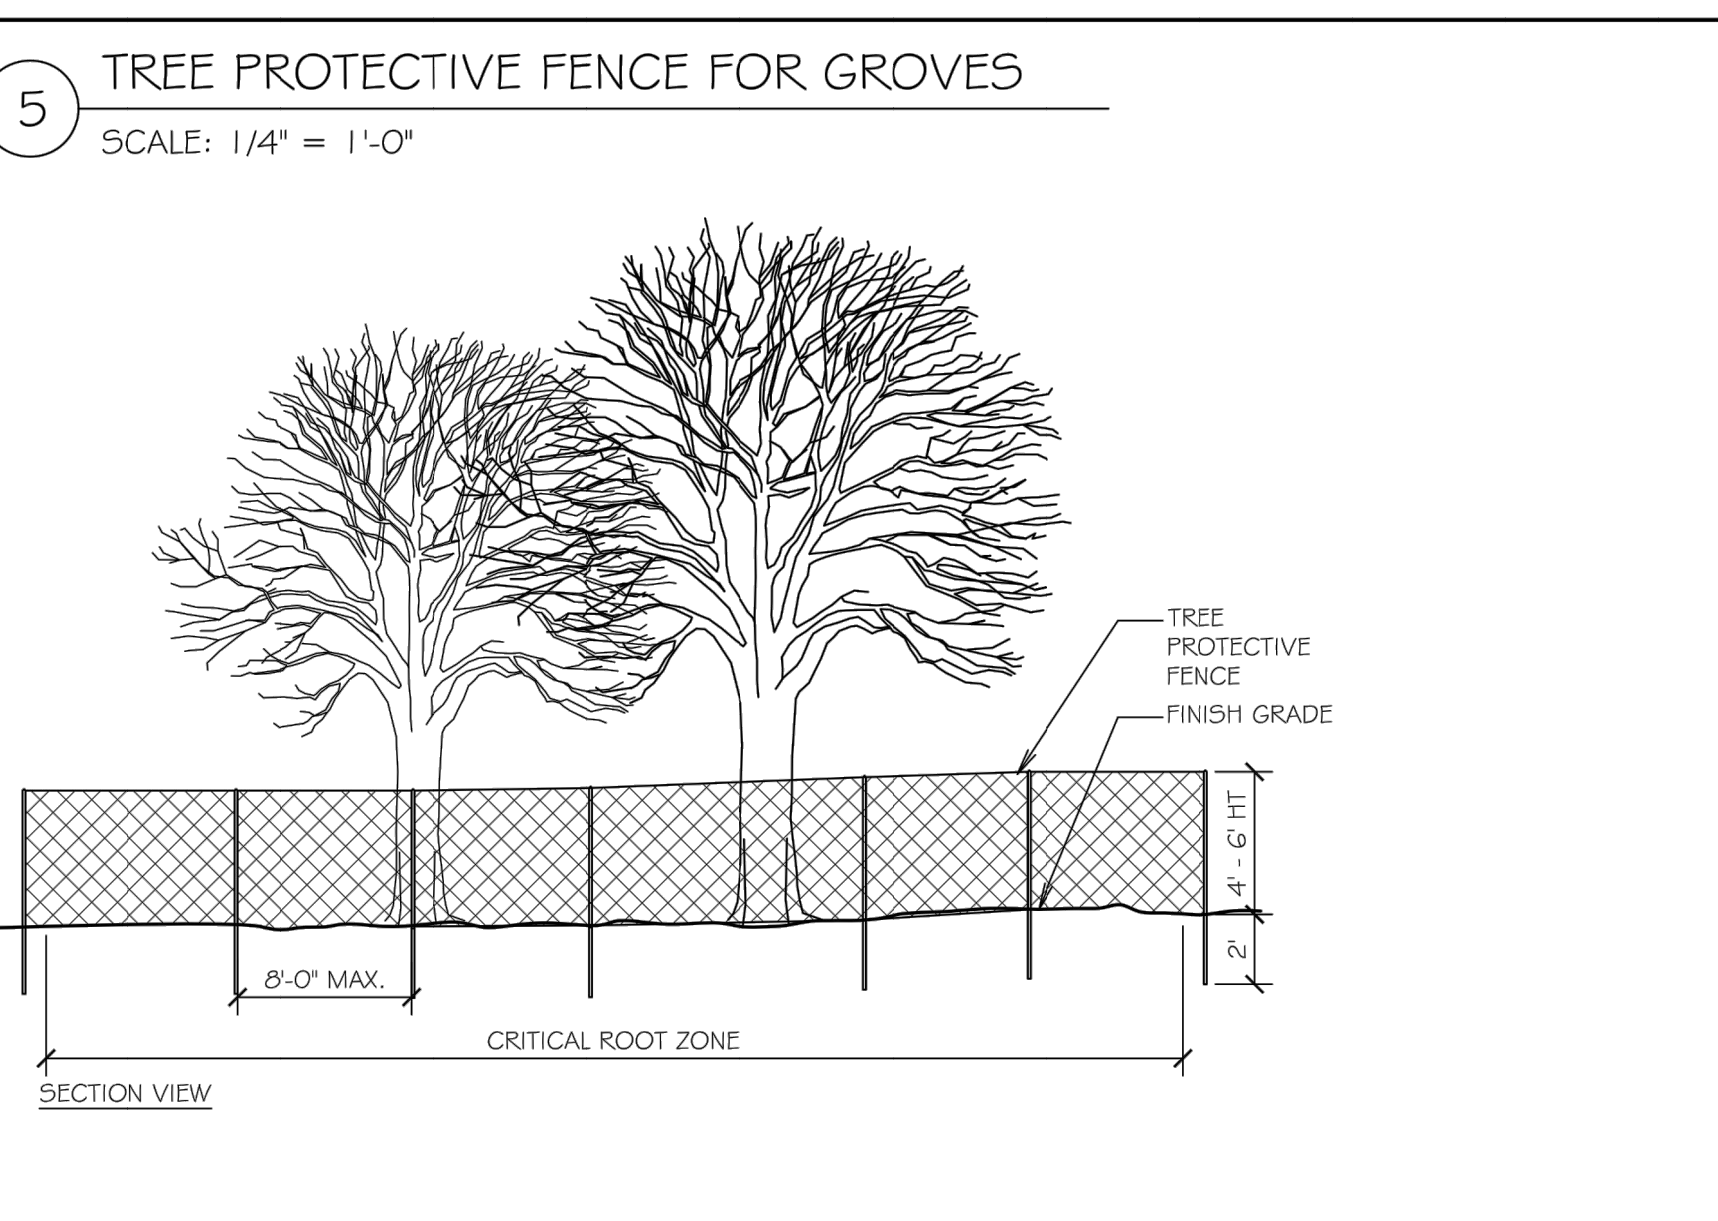 5
TREE PROTECTIVE FENCE FOR GROVES
SCALE: 1/4" = 1'-0"
TREE
PROTECTIVE
FENCE
FINISH GRADE
4' - 6' HT
2'
8'-0" MAX.
CRITICAL ROOT ZONE
SECTION VIEW